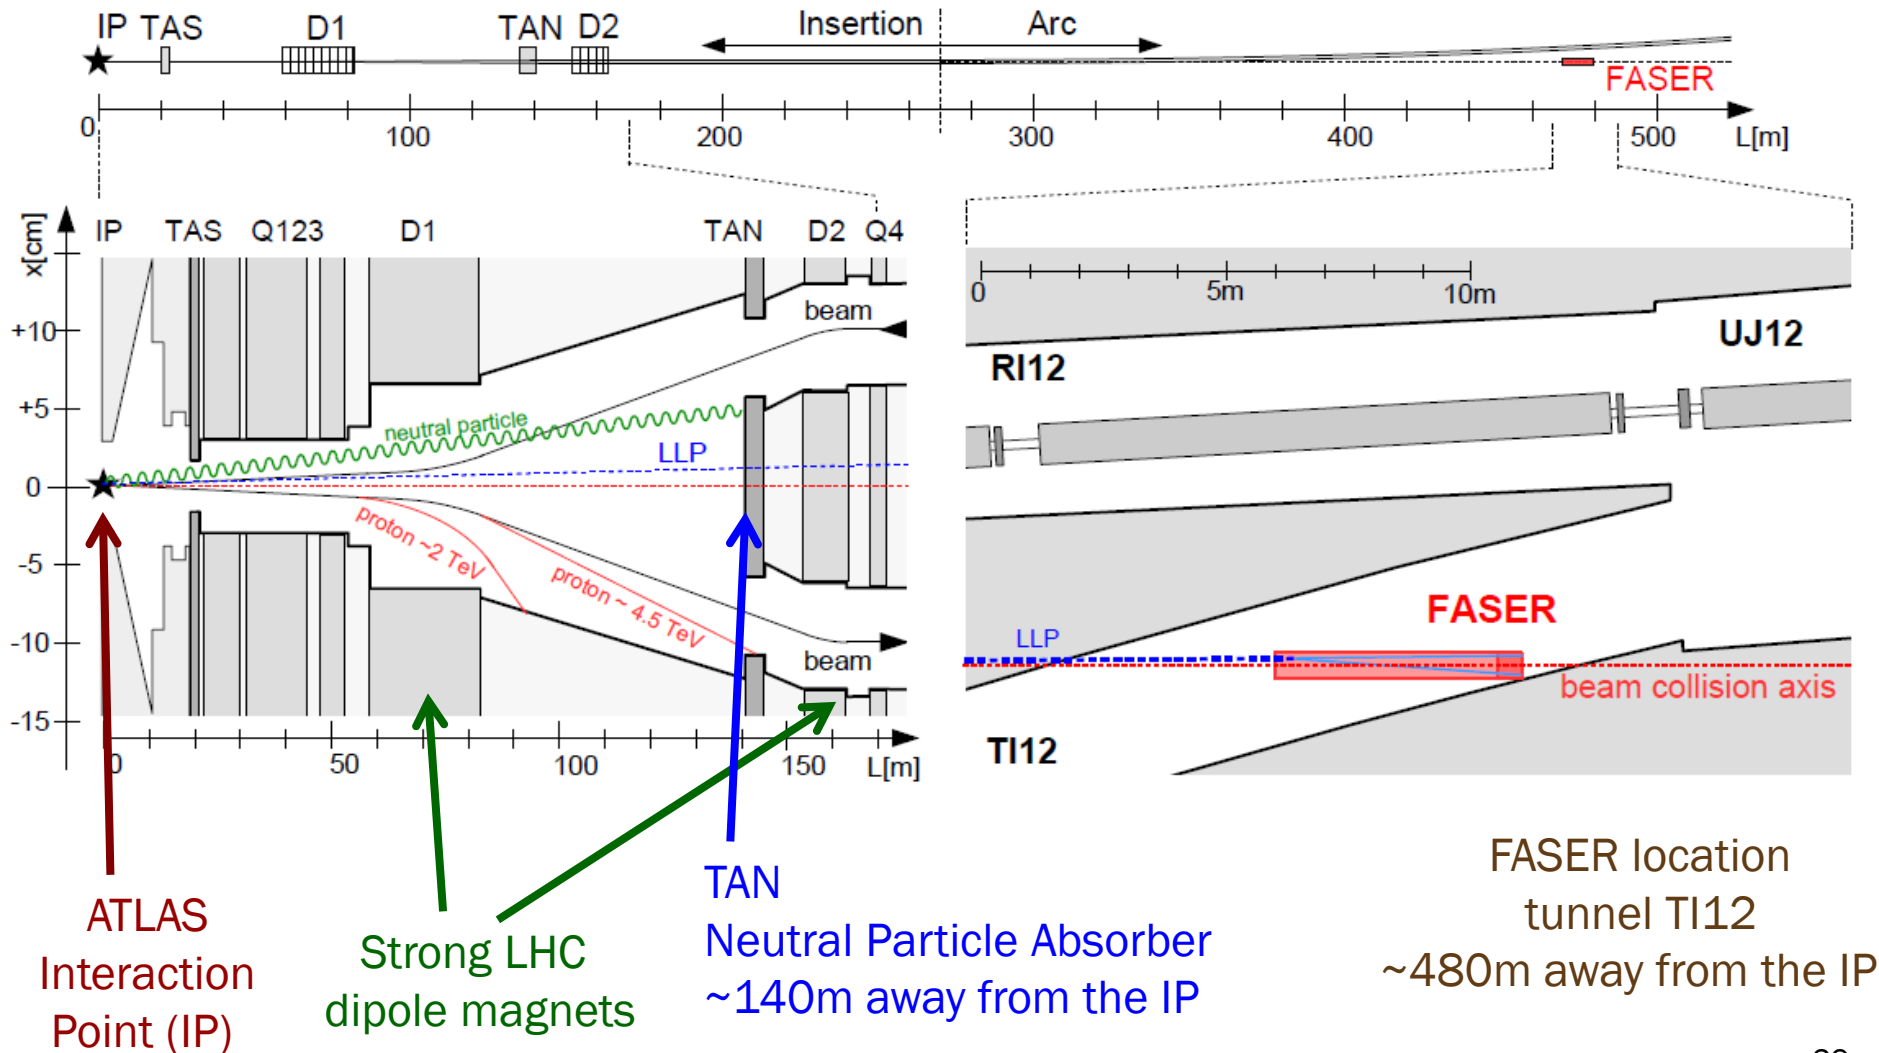 IP TAS D1 TAN D2 Insertion Arc
FASER
0 100 200 300 400 500 L[m]
x[cm]
IP TAS Q123 D1 TAN D2 Q4
+10
+5
0
-5
-10
-15
beam
neutral particle
LLP
proton ~2 TeV
proton ~ 4.5 TeV
beam
0 50 100 150 L[m]
0 5m 10m
RI12
UJ12
FASER
LLP
beam collision axis
TI12
ATLAS
Interaction
Point (IP)
Strong LHC
dipole magnets
TAN
Neutral Particle Absorber
~140m away from the IP
FASER location
tunnel TI12
~480m away from the IP